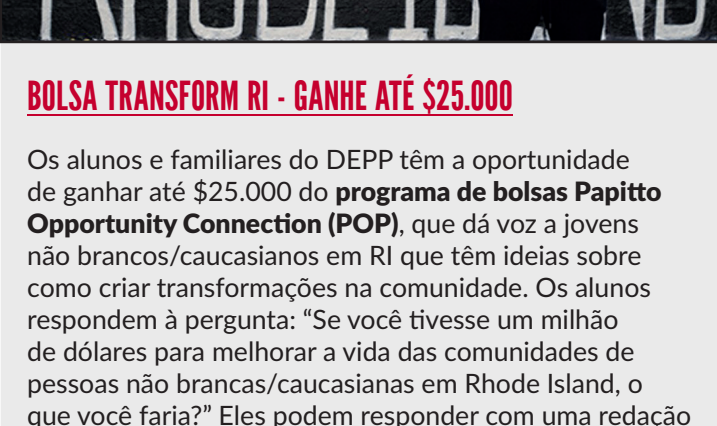 RHODE ISLAND
BOLSA TRANSFORM RI - GANHE ATÉ $25.000
Os alunos e familiares do DEPP têm a oportunidade
de ganhar até $25.000 do programa de bolsas Papitto
Opportunity Connection (POP), que dá voz a jovens
não brancos/caucasianos em RI que têm ideias sobre
como criar transformações na comunidade. Os alunos
respondem à pergunta: “Se você tivesse um milhão
de dólares para melhorar a vida das comunidades de
pessoas não brancas/caucasianas em Rhode Island, o
que você faria?” Eles podem responder com uma redação